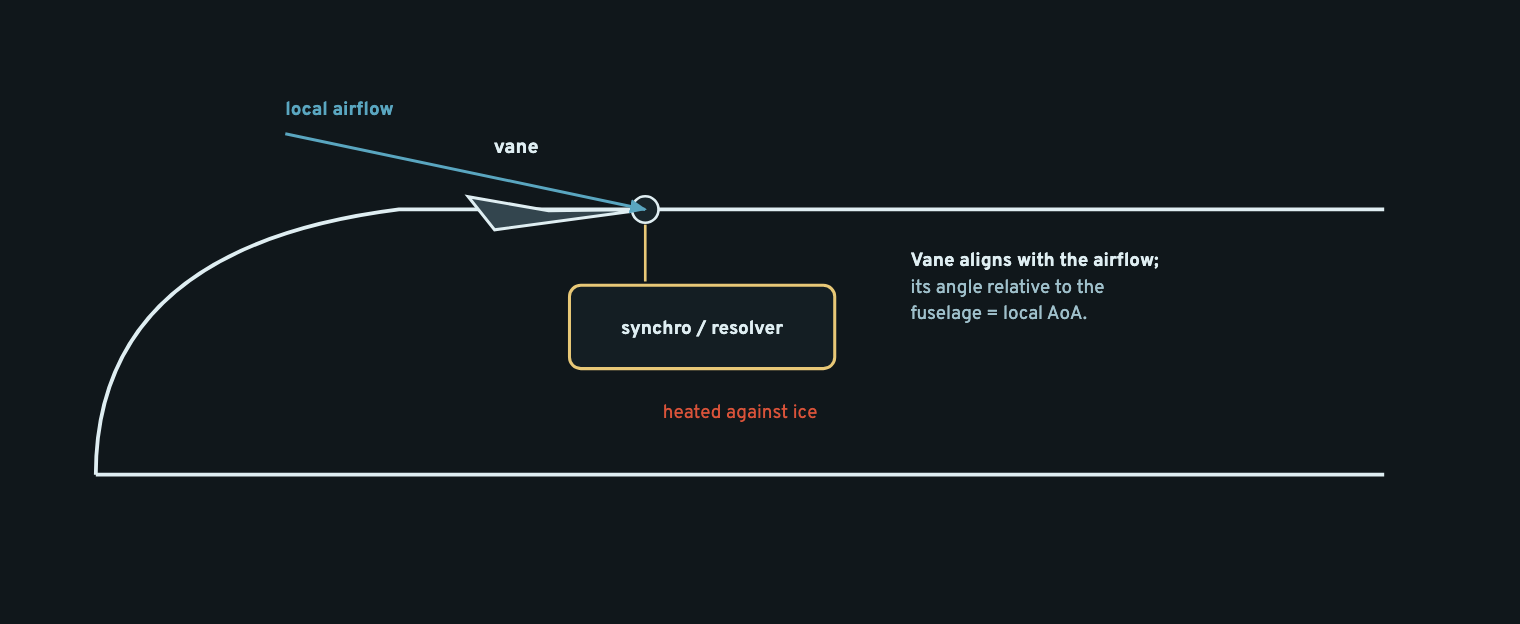 local airflow
vane
Vane aligns with the airflow;
its angle relative to the
fuselage = local AoA.
synchro / resolver
heated against ice